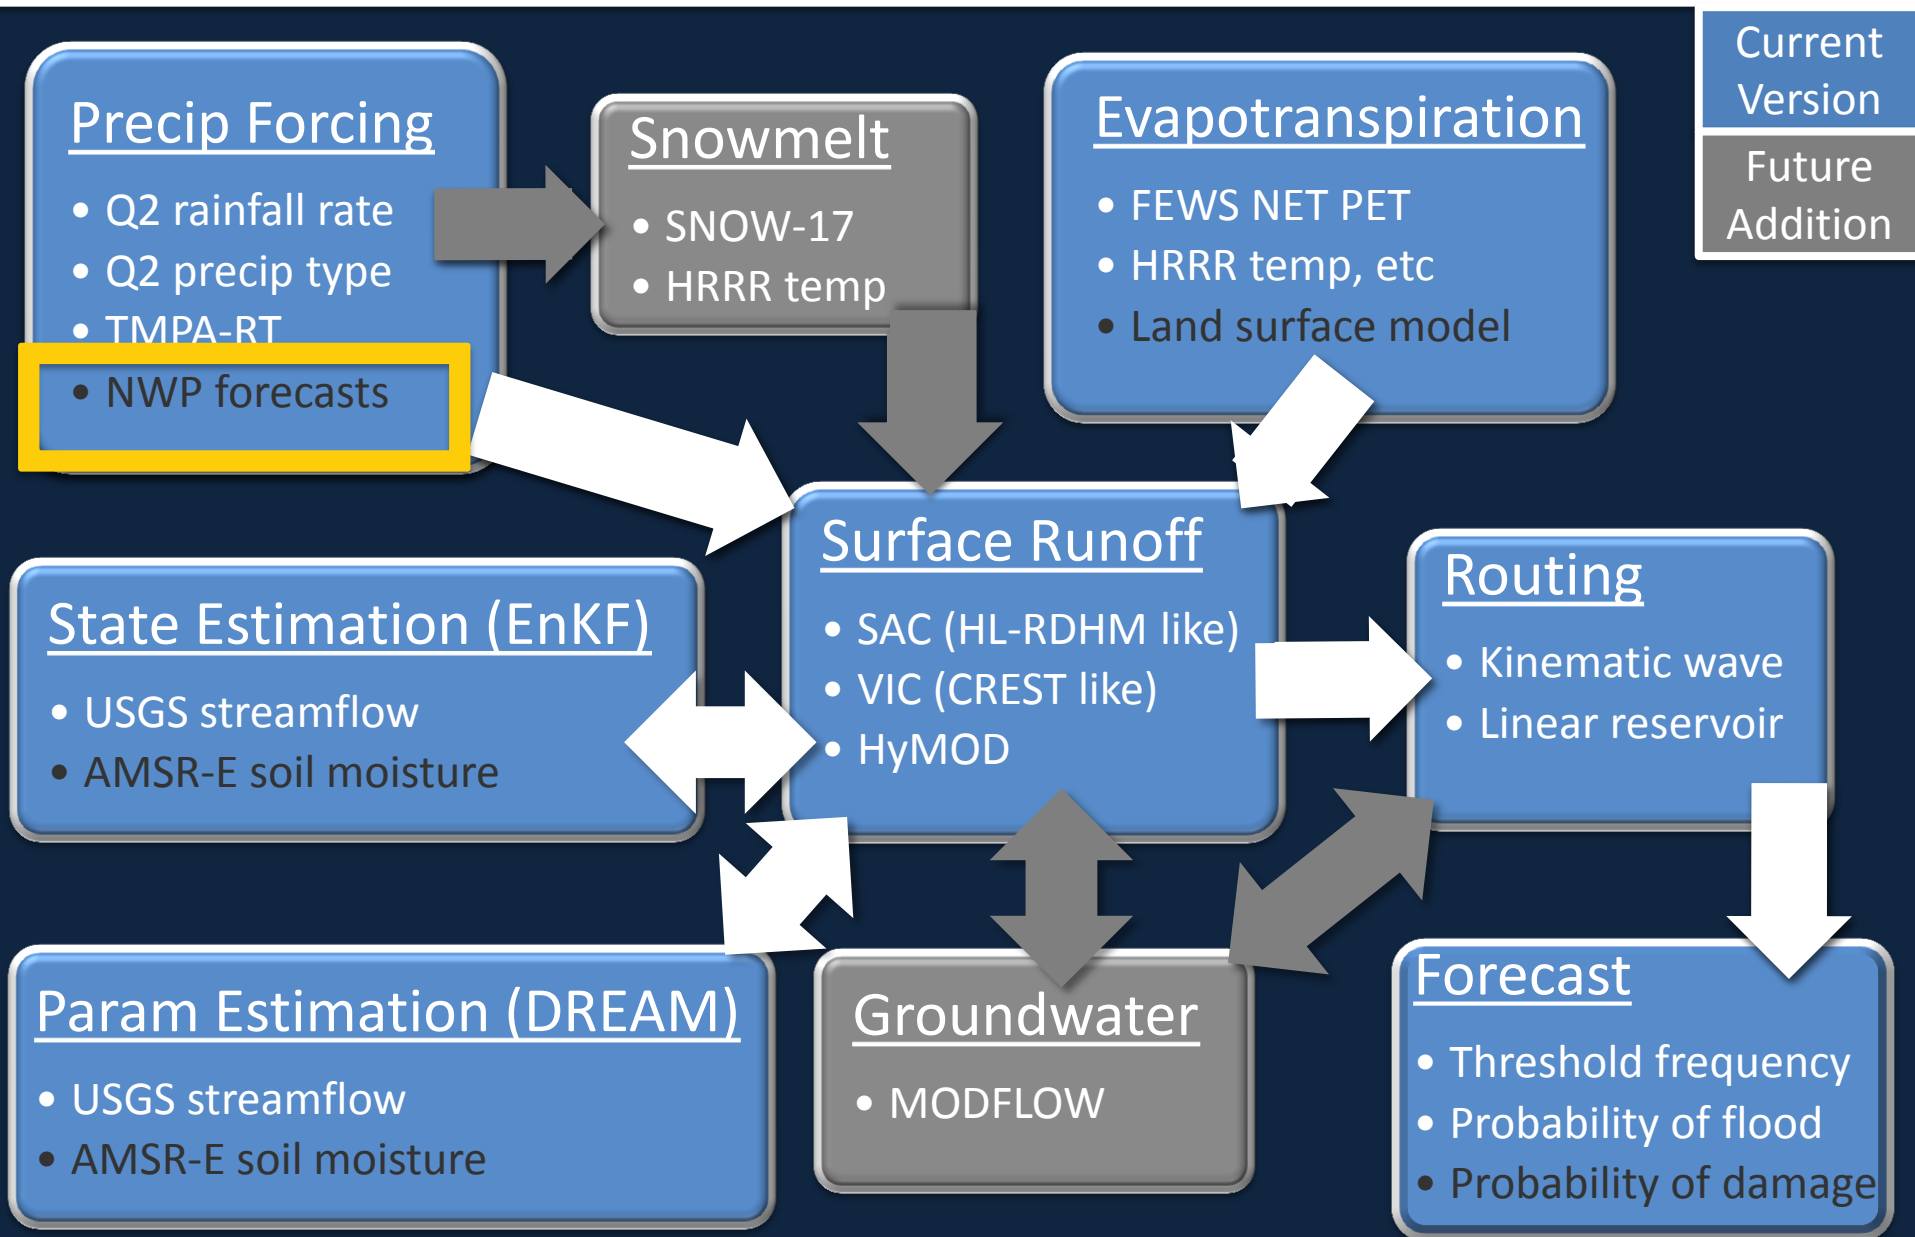 Current
Version
Future
Addition
Precip Forcing
• Q2 rainfall rate
• Q2 precip type
• TMPA-RT
• NWP forecasts
Snowmelt
• SNOW-17
• HRRR temp
Evapotranspiration
• FEWS NET PET
• HRRR temp, etc
• Land surface model
State Estimation (EnKF)
• USGS streamflow
• AMSR-E soil moisture
Surface Runoff
• SAC (HL-RDHM like)
• VIC (CREST like)
• HyMOD
Routing
• Kinematic wave
• Linear reservoir
Param Estimation (DREAM)
• USGS streamflow
• AMSR-E soil moisture
Groundwater
• MODFLOW
Forecast
• Threshold frequency
• Probability of flood
• Probability of damage